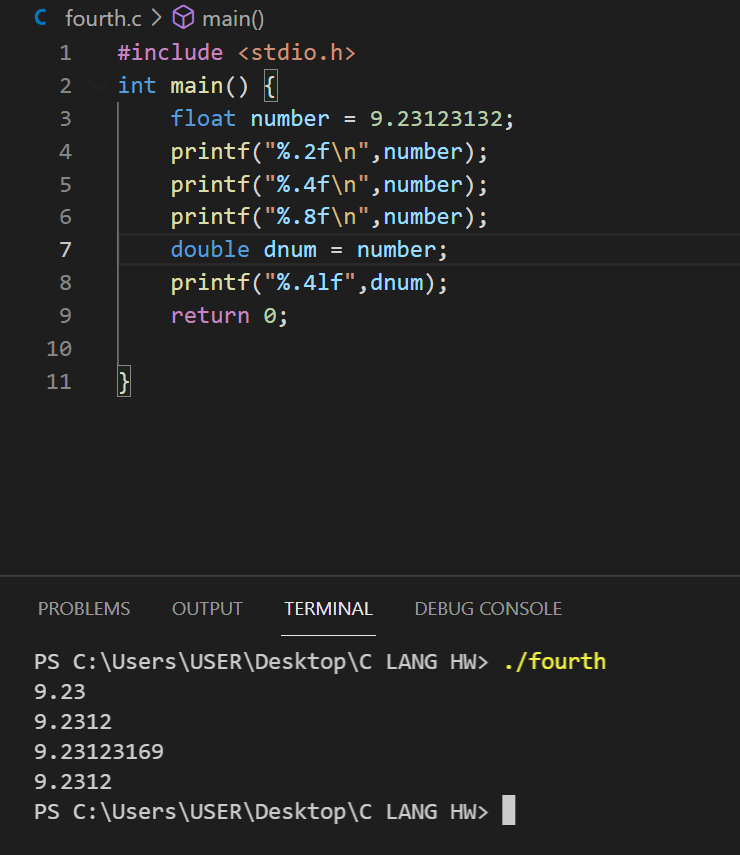 C fourth.c > main()
1 #include <stdio.h>
2 int main() {
3     float number = 9.23123132;
4     printf("%.2f\n",number);
5     printf("%.4f\n",number);
6     printf("%.8f\n",number);
7     double dnum = number;
8     printf("%.4lf",dnum);
9     return 0;
10
11 }
PROBLEMS OUTPUT TERMINAL DEBUG CONSOLE
PS C:\Users\USER\Desktop\C LANG HW> ./fourth
9.23
9.2312
9.23123169
9.2312
PS C:\Users\USER\Desktop\C LANG HW>